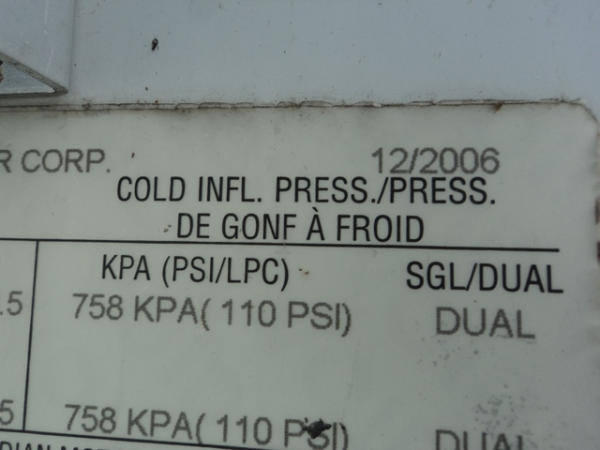 R CORP. 12/2006
COLD INFL. PRESS./PRESS.
DE GONF À FROID
KPA (PSI/LPC) SGL/DUAL
.5 758 KPA( 110 PSI) DUAL
5 758 KPA( 110 PSI) DUAL